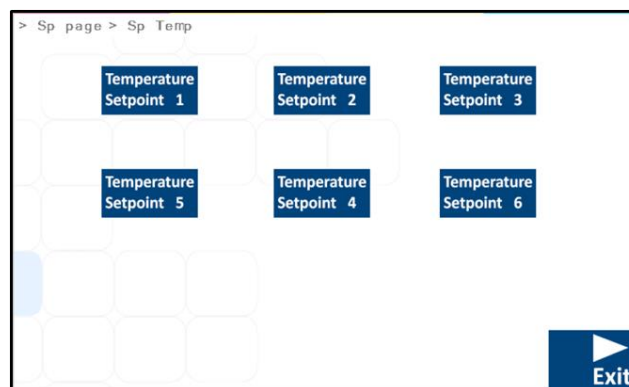 > Sp page > Sp Temp
Temperature
Setpoint 1
Temperature
Setpoint 2
Temperature
Setpoint 3
Temperature
Setpoint 5
Temperature
Setpoint 4
Temperature
Setpoint 6
Exit